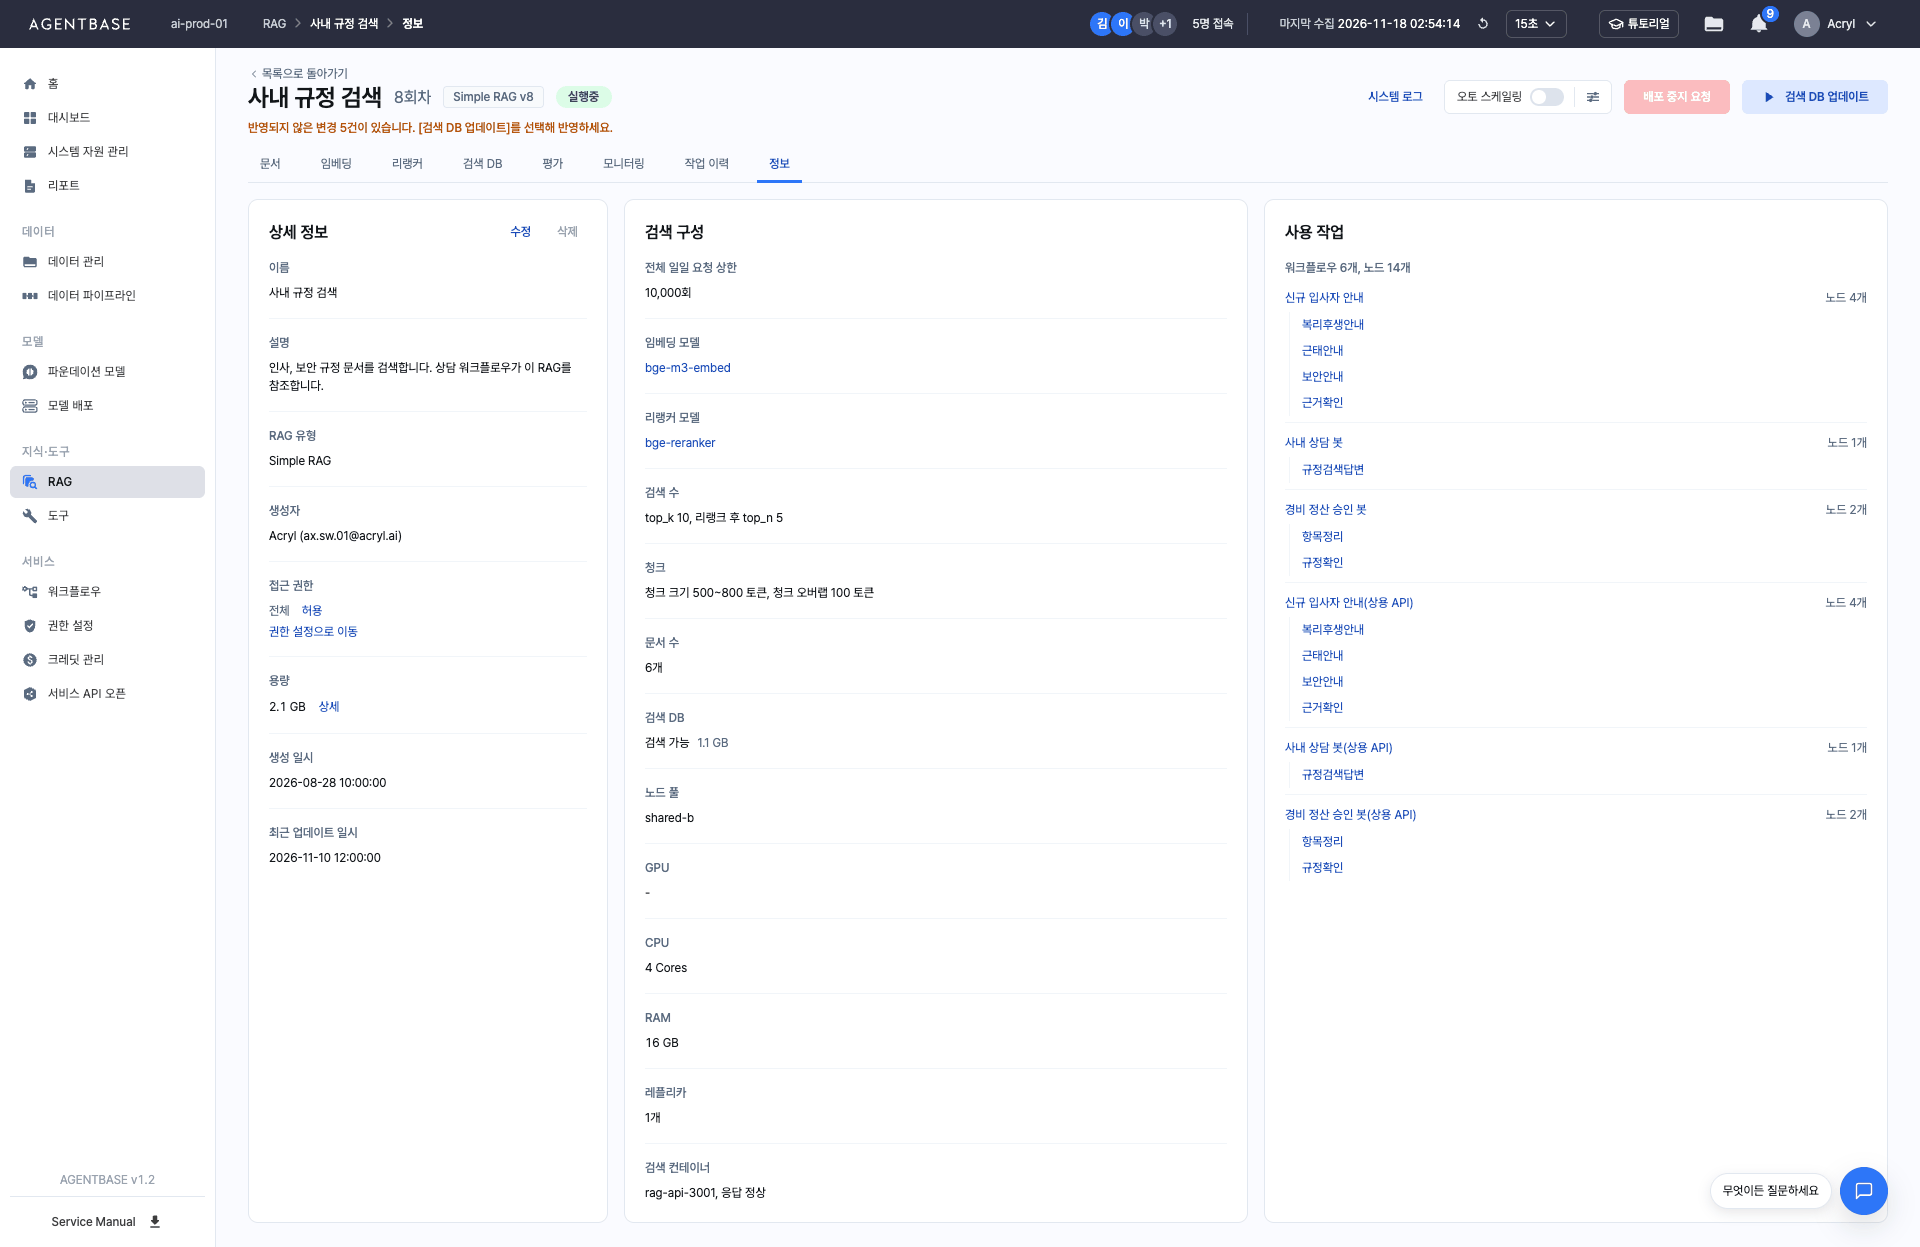 AGENTBASE
ai-prod-01
RAG > 사내 규정 검색 > 정보
김 이 박 +1 5명 접속
마지막 수집 2026-11-18 02:54:14
15초
튜토리얼
9
A Acryl
홈
대시보드
시스템 자원 관리
리포트
데이터
데이터 관리
데이터 파이프라인
모델
파운데이션 모델
모델 배포
지식·도구
RAG
도구
서비스
워크플로우
권한 설정
크레딧 관리
서비스 API 오픈
AGENTBASE v1.2
Service Manual
목록으로 돌아가기
사내 규정 검색 8회차 Simple RAG v8 실행중
반영되지 않은 변경 5건이 있습니다. [검색 DB 업데이트]를 선택해 반영하세요.
시스템 로그
오토 스케일링
배포 중지 요청
검색 DB 업데이트
문서 임베딩 리랭커 검색 DB 평가 모니터링 작업 이력 정보
상세 정보 수정 삭제
이름
사내 규정 검색
설명
인사, 보안 규정 문서를 검색합니다. 상담 워크플로우가 이 RAG를
참조합니다.
RAG 유형
Simple RAG
생성자
Acryl (ax.sw.01@acryl.ai)
접근 권한
전체 허용
권한 설정으로 이동
용량
2.1 GB 상세
생성 일시
2026-08-28 10:00:00
최근 업데이트 일시
2026-11-10 12:00:00
검색 구성
전체 일일 요청 상한
10,000회
임베딩 모델
bge-m3-embed
리랭커 모델
bge-reranker
검색 수
top_k 10, 리랭크 후 top_n 5
청크
청크 크기 500~800 토큰, 청크 오버랩 100 토큰
문서 수
6개
검색 DB
검색 가능 1.1 GB
노드 풀
shared-b
GPU
-
CPU
4 Cores
RAM
16 GB
레플리카
1개
검색 컨테이너
rag-api-3001, 응답 정상
사용 작업
워크플로우 6개, 노드 14개
신규 입사자 안내 노드 4개
복리후생안내
근태안내
보안안내
근거확인
사내 상담 봇 노드 1개
규정검색답변
경비 정산 승인 봇 노드 2개
항목정리
규정확인
신규 입사자 안내(상용 API) 노드 4개
복리후생안내
근태안내
보안안내
근거확인
사내 상담 봇(상용 API) 노드 1개
규정검색답변
경비 정산 승인 봇(상용 API) 노드 2개
항목정리
규정확인
무엇이든 질문하세요